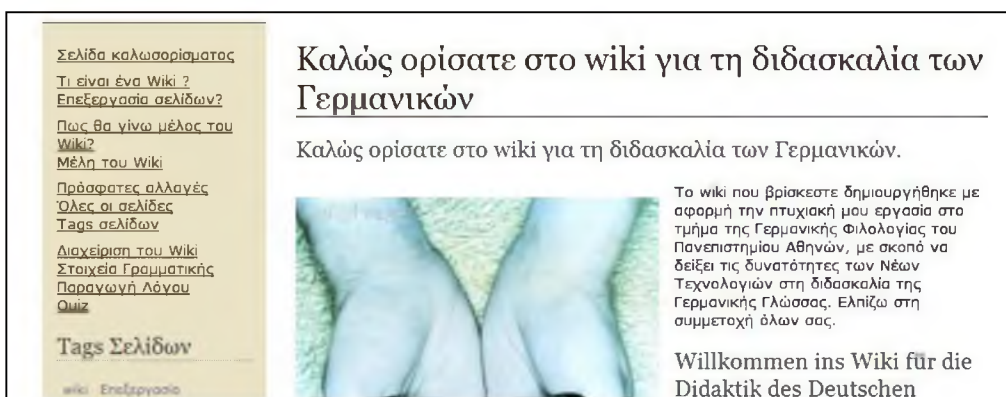 Σελίδα καλωσορίσματος
Τι είναι ένα Wiki ?
Επεξεργασία σελίδων?
Πως θα γίνω μέλος του
Wiki?
Μέλη του Wiki
Πρόσφατες αλλαγές
Όλες οι σελίδες
Tags σελίδων
Διαχείριση του Wiki
Στοιχεία Γραμματικής
Παραγωγή Λόγου
Quiz
Tags Σελίδων
wiki Επεξεργασία
Καλώς ορίσατε στο wiki για τη διδασκαλία των
Γερμανικών
Καλώς ορίσατε στο wiki για τη διδασκαλία των Γερμανικών.
Το wiki που βρίσκεστε δημιουργήθηκε με
αφορμή την πτυχιακή μου εργασία στο
τμήμα της Γερμανικής Φιλολογίας του
Πανεπιστημίου Αθηνών, με σκοπό να
δείξει τις δυνατότητες των Νέων
Τεχνολογιών στη διδασκαλία της
Γερμανικής Γλώσσας. Ελπίζω στη
συμμετοχή όλων σας.
Willkommen ins Wiki für die
Didaktik des Deutschen